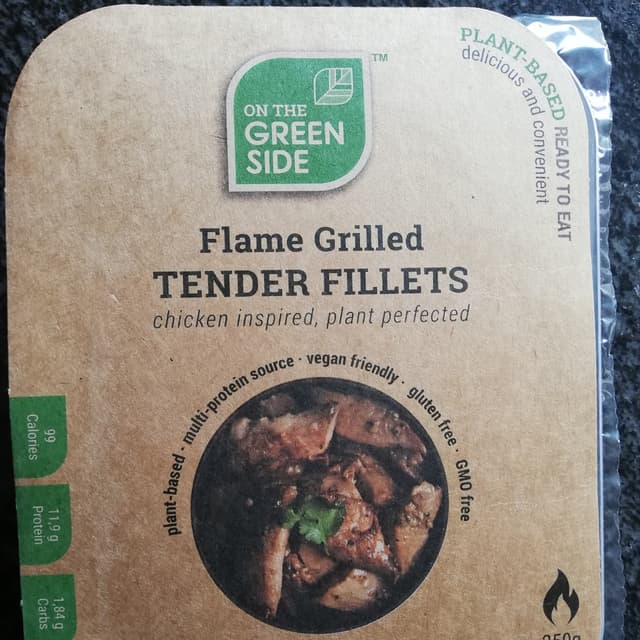 ON THE
GREEN
SIDE
TM
PLANT-BASED READY TO EAT
delicious and convenient
Flame Grilled
TENDER FILLETS
chicken inspired, plant perfected
plant-based · multi-protein source · vegan friendly · gluten free · GMO free
99
Calories
11,9 g
Protein
1,84 g
Carbs